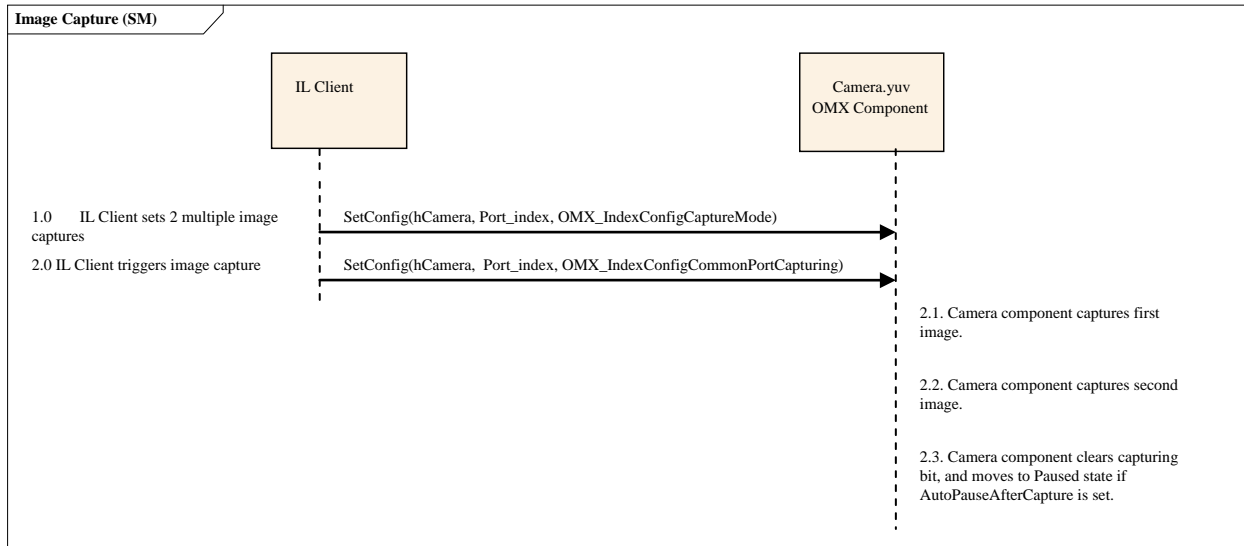 Image Capture (SM)
IL Client
Camera.yuv
OMX Component
1.0 IL Client sets 2 multiple image
captures
SetConfig(hCamera, Port_index, OMX_IndexConfigCaptureMode)
2.0 IL Client triggers image capture
SetConfig(hCamera, Port_index, OMX_IndexConfigCommonPortCapturing)
2.1. Camera component captures first
image.
2.2. Camera component captures second
image.
2.3. Camera component clears capturing
bit, and moves to Paused state if
AutoPauseAfterCapture is set.